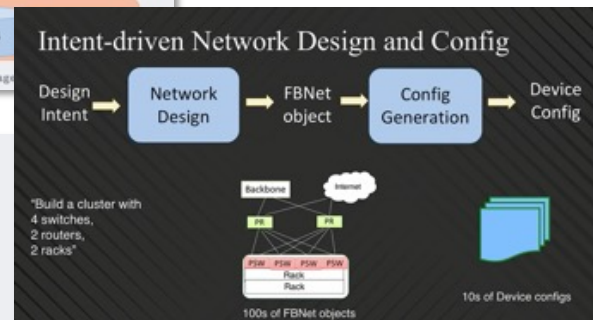 age
Intent-driven Network Design and Config
Design
Intent
Network
Design
FBNet
object
Config
Generation
Device
Config
"Build a cluster with
4 switches,
2 routers,
2 racks"
Backbone
Internet
PR
PR
PSW PSW PSW PSW
Rack
Rack
100s of FBNet objects
10s of Device configs